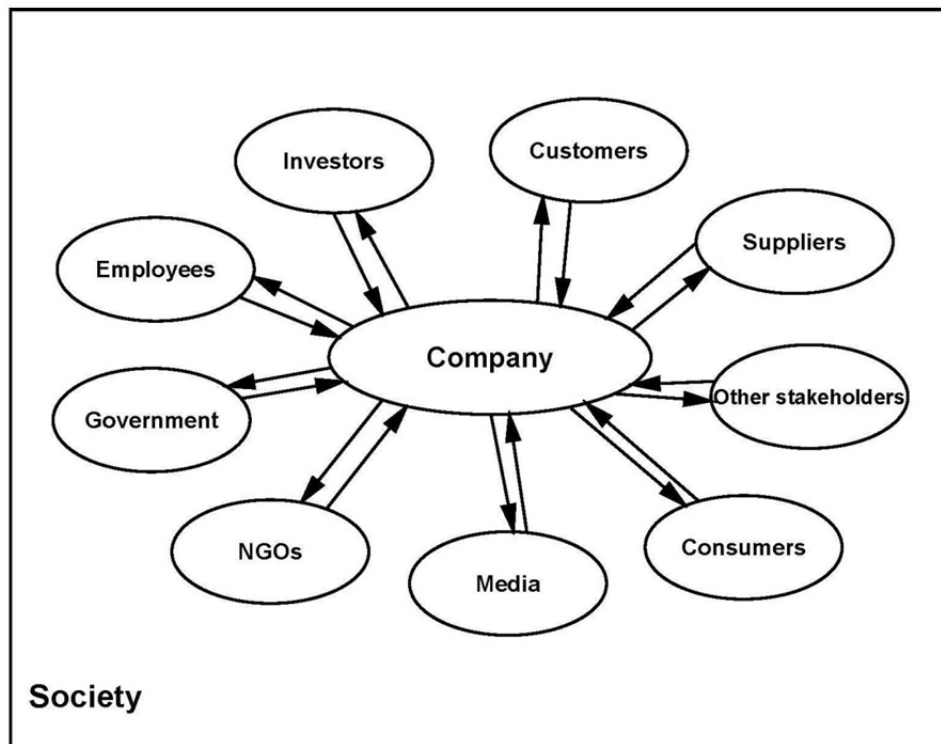 Customers
Investors
Suppliers
Employees
Company
Other stakeholders
Government
NGOs
Consumers
Media
Society